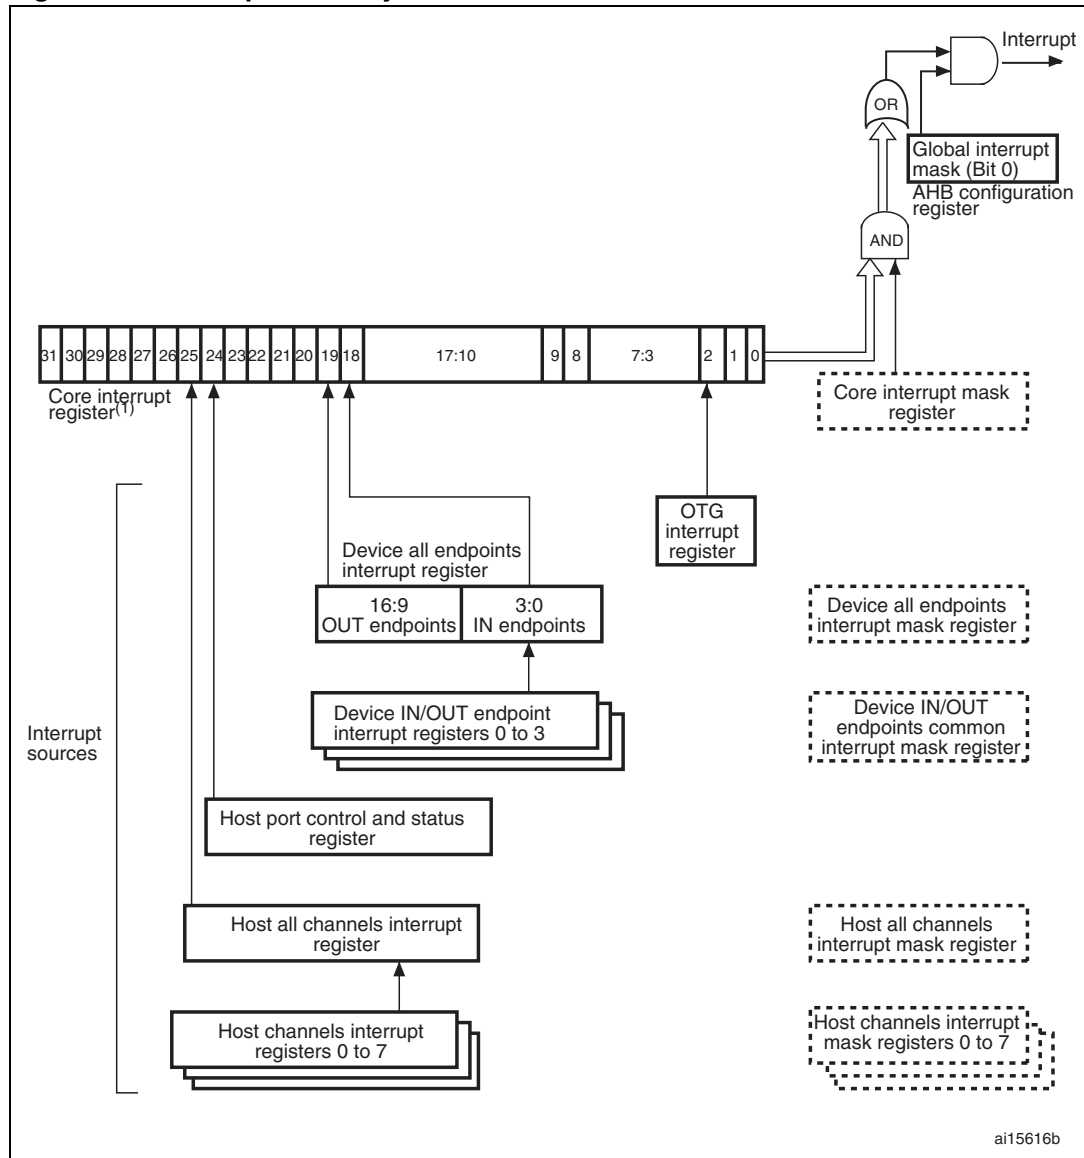 Interrupt
OR
Global interrupt
mask (Bit 0)
AHB configuration
register
AND
31 30 29 28 27 26 25 24 23 22 21 20 19 18 17:10 9 8 7:3 2 1 0
Core interrupt
register(1)
Core interrupt mask
register
OTG
interrupt
register
Device all endpoints
interrupt register
16:9
OUT endpoints
3:0
IN endpoints
Device all endpoints
interrupt mask register
Device IN/OUT endpoint
interrupt registers 0 to 3
Device IN/OUT
endpoints common
interrupt mask register
Interrupt
sources
Host port control and status
register
Host all channels interrupt
register
Host all channels
interrupt mask register
Host channels interrupt
registers 0 to 7
Host channels interrupt
mask registers 0 to 7
ai15616b